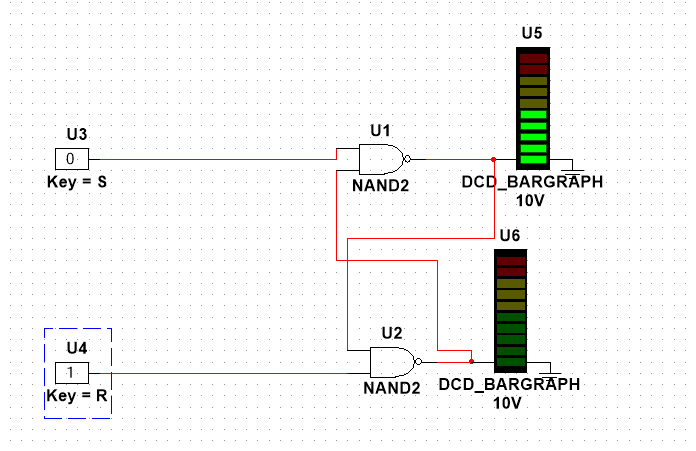 U5
U3
0
Key = S
U1
NAND2
DCD_BARGRAPH
10V
U6
U4
1
Key = R
U2
NAND2
DCD_BARGRAPH
10V